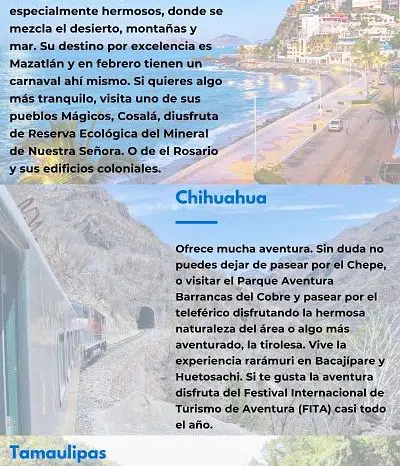 especialmente hermosos, donde se
mezcla el desierto, montañas y
mar. Su destino por excelencia es
Mazatlán y en febrero tienen un
carnaval ahí mismo. Si quieres algo
más tranquilo, visita uno de sus
pueblos Mágicos, Cosalá, diusfruta
de Reserva Ecológica del Mineral
de Nuestra Señora. O de el Rosario
y sus edificios coloniales.
Chihuahua
Ofrece mucha aventura. Sin duda no
puedes dejar de pasear por el Chepe,
o visitar el Parque Aventura
Barrancas del Cobre y pasear por el
teleférico disfrutando la hermosa
naturaleza del área o algo más
aventurado, la tirolesa. Vive la
experiencia rarámuri en Bacajípare y
Huetosachi. Si te gusta la aventura
disfruta del Festival Internacional de
Turismo de Aventura (FITA) casi todo
el año.
Tamaulipas